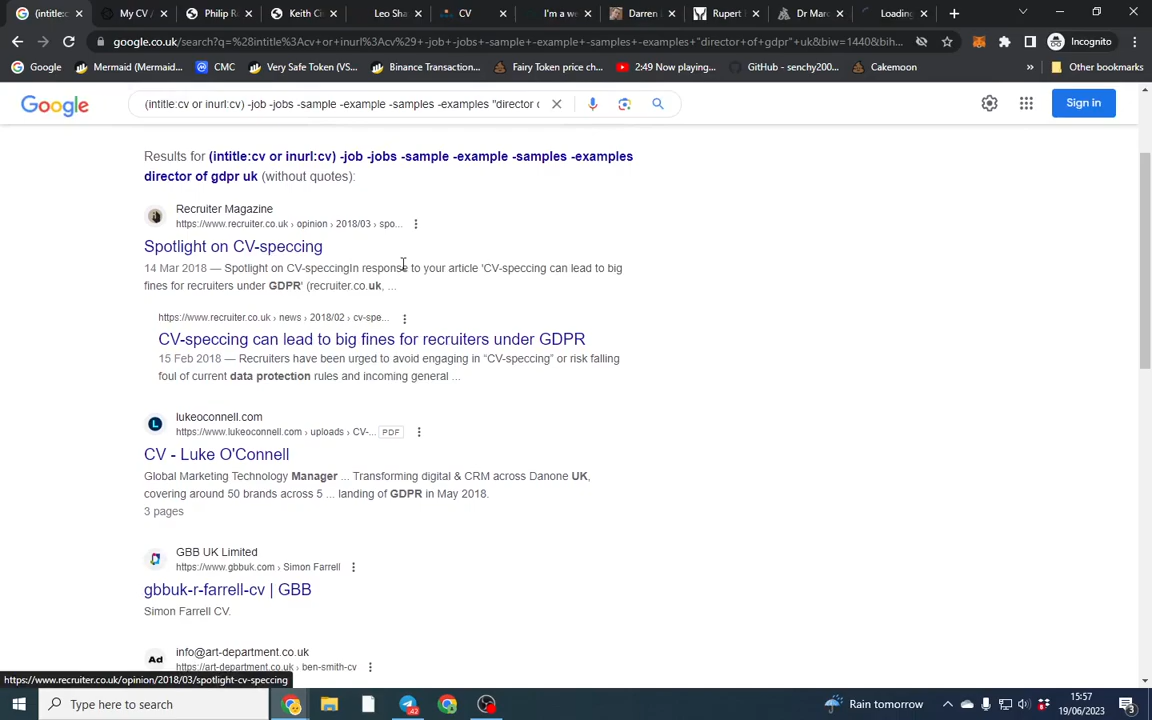 (intitle:c
My CV /
Philip R
Keith Ci
Leo Sha
CV
I'm a we
Darren L
Rupert
Dr Marc
Loading
google.co.uk/search?q=%28intitle%3Acv+or+inurl%3Acv%29+-job+-jobs+-sample+-example+-samples+-examples+"director+of+gdpr"+uk&biw=1440&bih...
Incognito
Google
Mermaid (Mermaid...
CMC
Very Safe Token (VS...
Binance Transaction...
Fairy Token price ch...
2:49 Now playing...
GitHub - senchy200...
Cakemoon
»
Other bookmarks
Google
(intitle:cv or inurl:cv) -job -jobs -sample -example -samples -examples "director o
Sign in
Results for (intitle:cv or inurl:cv) -job -jobs -sample -example -samples -examples
director of gdpr uk (without quotes):
Recruiter Magazine
https://www.recruiter.co.uk › opinion › 2018/03 › spo...
Spotlight on CV-speccing
14 Mar 2018 — Spotlight on CV-speccingIn response to your article 'CV-speccing can lead to big
fines for recruiters under GDPR' (recruiter.co.uk, ...
https://www.recruiter.co.uk › news › 2018/02 › cv-spe...
CV-speccing can lead to big fines for recruiters under GDPR
15 Feb 2018 — Recruiters have been urged to avoid engaging in “CV-speccing” or risk falling
foul of current data protection rules and incoming general ...
lukeoconnell.com
https://www.lukeoconnell.com › uploads › CV-... PDF
CV - Luke O'Connell
Global Marketing Technology Manager ... Transforming digital & CRM across Danone UK,
covering around 50 brands across 5 ... landing of GDPR in May 2018.
3 pages
GBB UK Limited
https://www.gbbuk.com › Simon Farrell
gbbuk-r-farrell-cv | GBB
Simon Farrell CV.
Ad
info@art-department.co.uk
https://art-department.co.uk › ben-smith-cv
https://www.recruiter.co.uk/opinion/2018/03/spotlight-cv-speccing
Type here to search
42
Rain tomorrow
15:57
19/06/2023
3